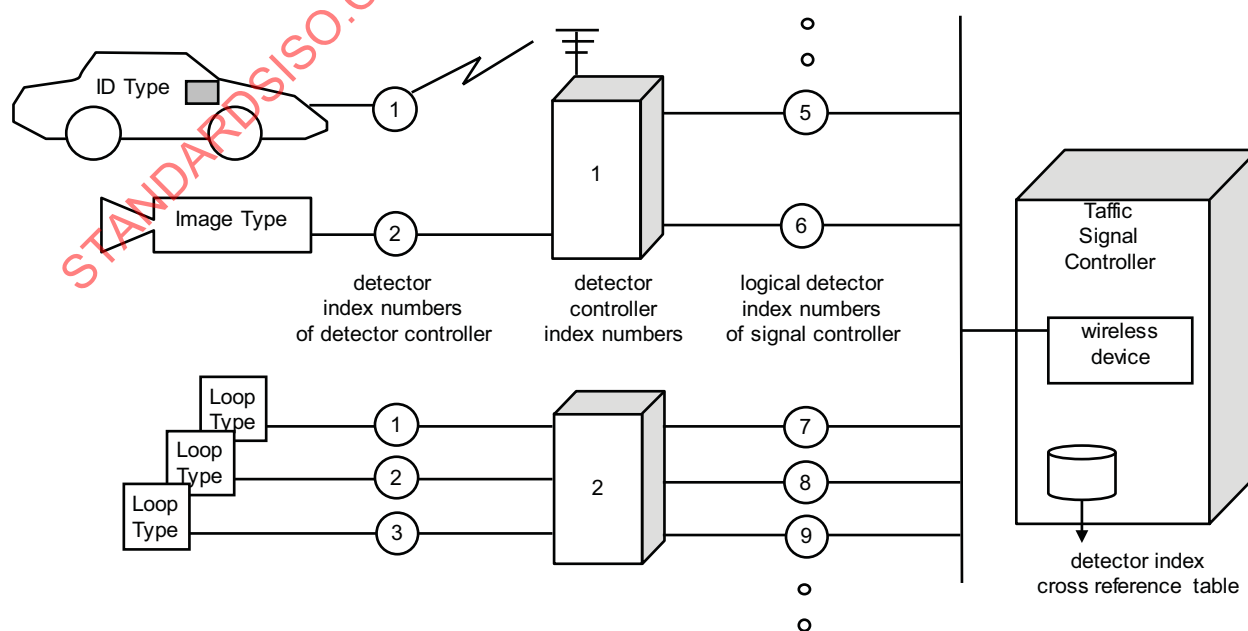 STANDARDSISO.C
ID Type
1
5
1
Image Type
2
6
detector
index numbers
of detector controller
detector
controller
index numbers
logical detector
index numbers
of signal controller
Taffic
Signal
Controller
wireless
device
Loop
Type
1
7
Loop
Type
2
2
8
Loop
Type
3
9
detector index
cross reference table